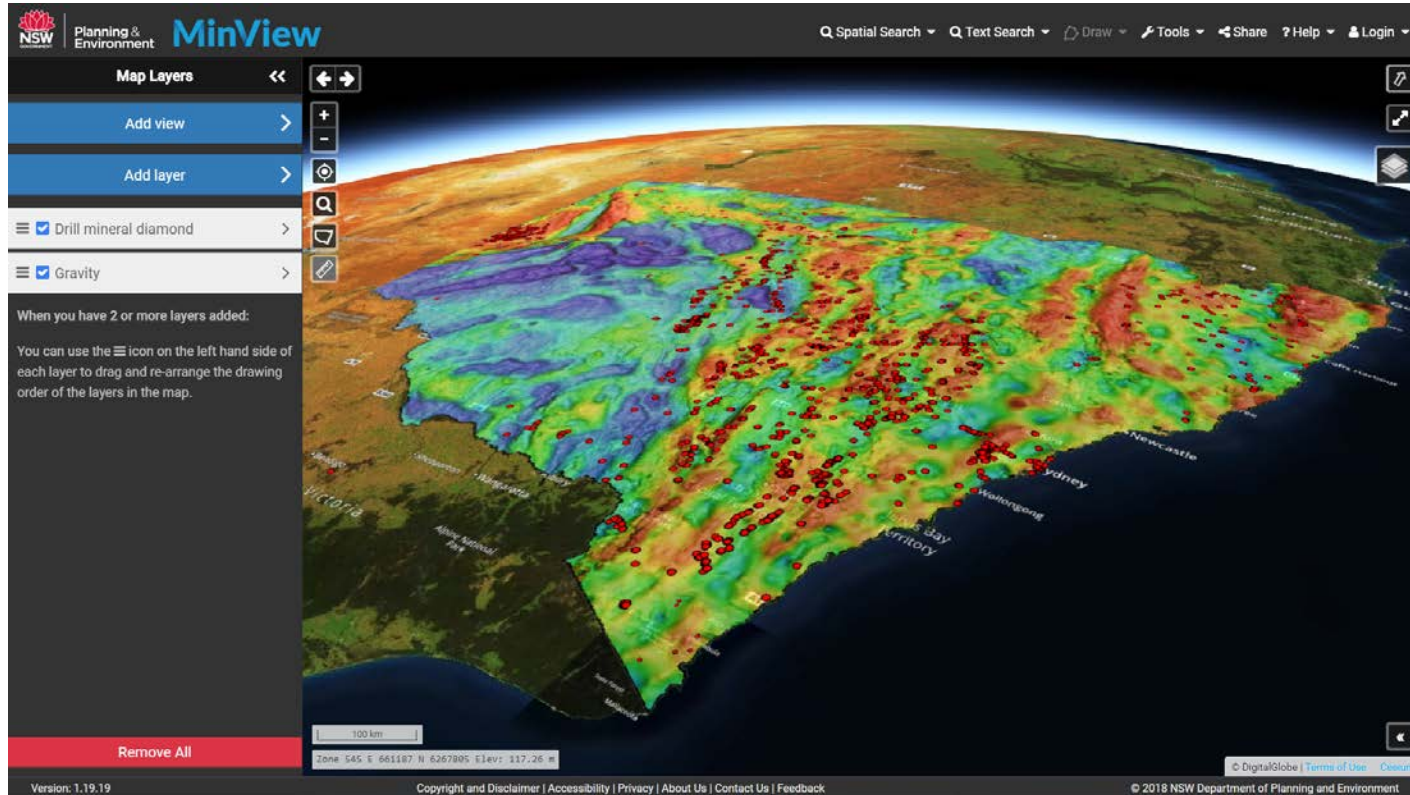 NSW
GOVERNMENT
Planning &
Environment
MinView
Spatial Search
Text Search
Draw
Tools
Share
? Help
Login
Map Layers
Add view
Add layer
Drill mineral diamond
Gravity
When you have 2 or more layers added:
You can use the ☰ icon on the left hand side of
each layer to drag and re-arrange the drawing
order of the layers in the map.
Remove All
+
−
Newcastle
Sydney
Wollongong
Bay
Territory
Victoria
Shepparton
Wangaratta
Alpine National
Park
Mallacoota
100 km
Zone 54S E 661187 N 6267805 Elev: 117.26 m
© DigitalGlobe | Terms of Use
Version: 1.19.19
Copyright and Disclaimer | Accessibility | Privacy | About Us | Contact Us | Feedback
© 2018 NSW Department of Planning and Environment